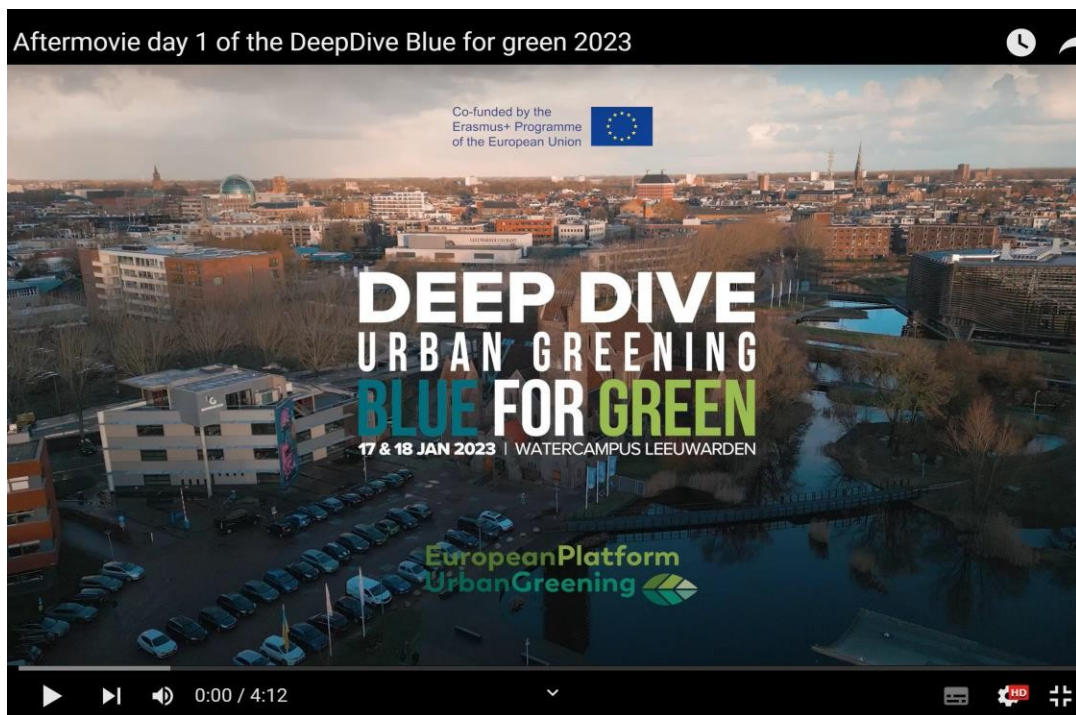 Aftermovie day 1 of the DeepDive Blue for green 2023
Co-funded by the
Erasmus+ Programme
of the European Union
DEEP DIVE
URBAN GREENING
BLUE FOR GREEN
17 & 18 JAN 2023 | WATERCAMPUS LEEUWARDEN
EuropeanPlatform
UrbanGreening
0:00 / 4:12
HD